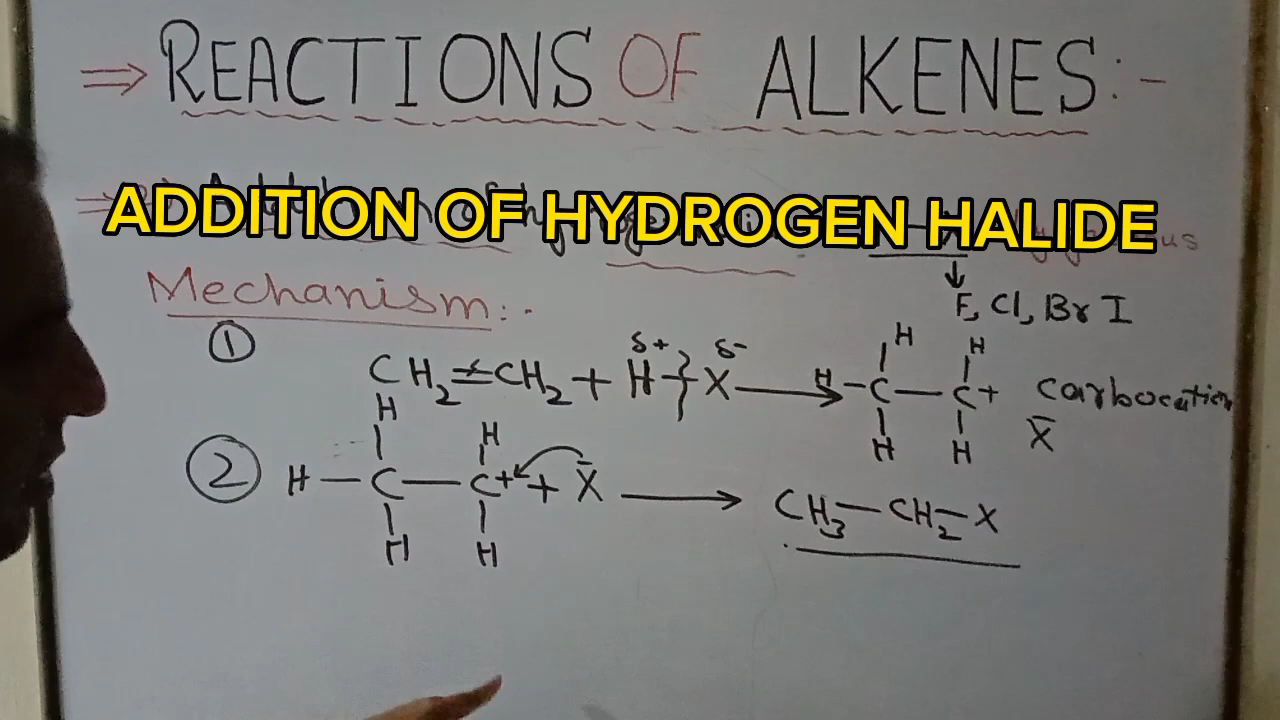 ⇒ REACTIONS OF ALKENES:-
ADDITION OF HYDROGEN HALIDE
Mechanism:-
F, Cl, Br I
①
CH₂=CH₂ + H δ+ X δ- → H H
H-C-C+ carbocation
H H X̄
② H H
H-C-C+ + X̄ → CH₃-CH₂-X
H H